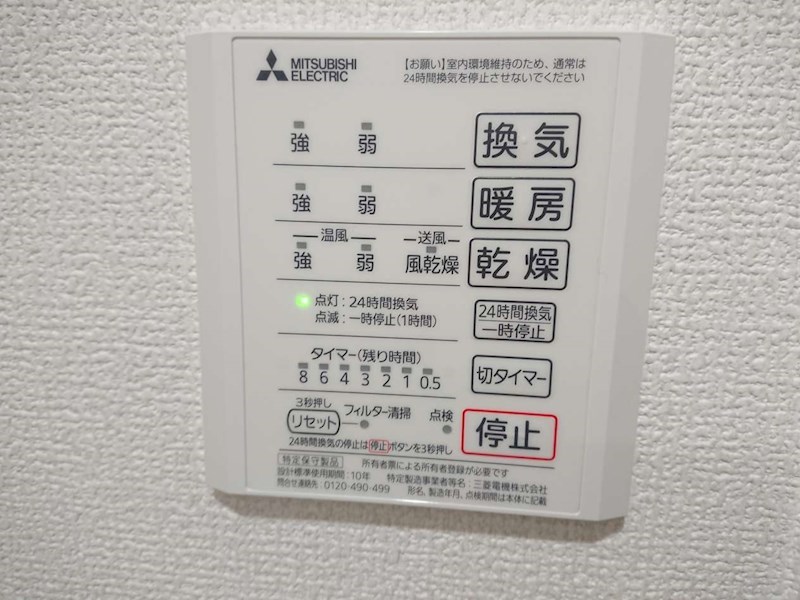 MITSUBISHI
ELECTRIC
【お願い】室内環境維持のため、通常は
24時間換気を停止させないでください
強 弱 換気
強 弱 暖房
温風 送風
強 弱 風乾燥 乾燥
点灯：24時間換気
点滅：一時停止(1時間)
24時間換気
一時停止
タイマー(残り時間)
8 6 4 3 2 1 0.5
切タイマー
3秒押し
リセット フィルター清掃 点検
停止
24時間換気の停止は停止ボタンを3秒押し
特定保守製品 所有者票による所有者登録が必要です
設計標準使用期間：10年 特定製造事業者等名：三菱電機株式会社
問合せ連絡先：0120-490-499 形名、製造年月、点検期間は本体に記載